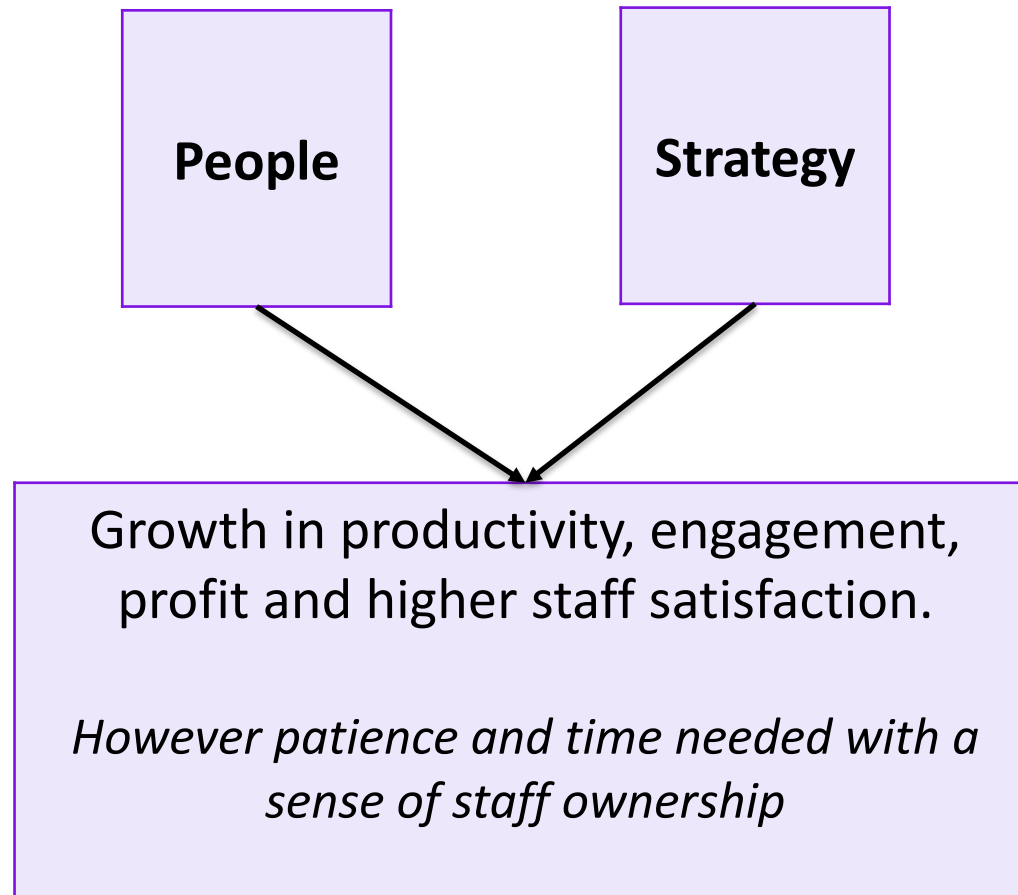 People
Strategy
Growth in productivity, engagement,
profit and higher staff satisfaction.
However patience and time needed with a
sense of staff ownership